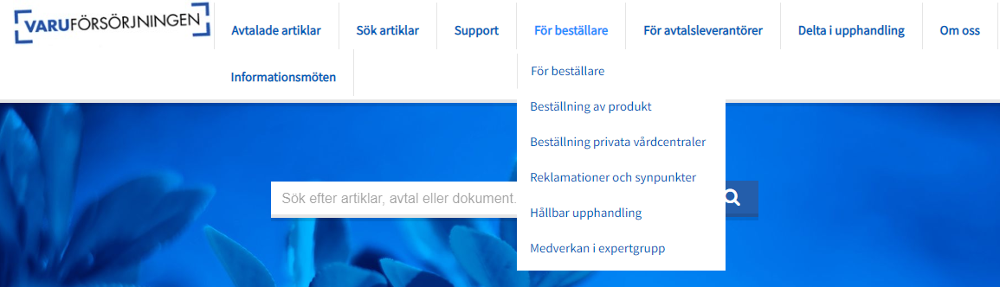 VARUFÖRSÖRJNINGEN
Avtalade artiklar
Sök artiklar
Support
För beställare
För avtalsleverantörer
Delta i upphandling
Om oss
Informationsmöten
För beställare
Beställning av produkt
Beställning privata vårdcentraler
Reklamationer och synpunkter
Hållbar upphandling
Medverkan i expertgrupp
Sök efter artiklar, avtal eller dokument.